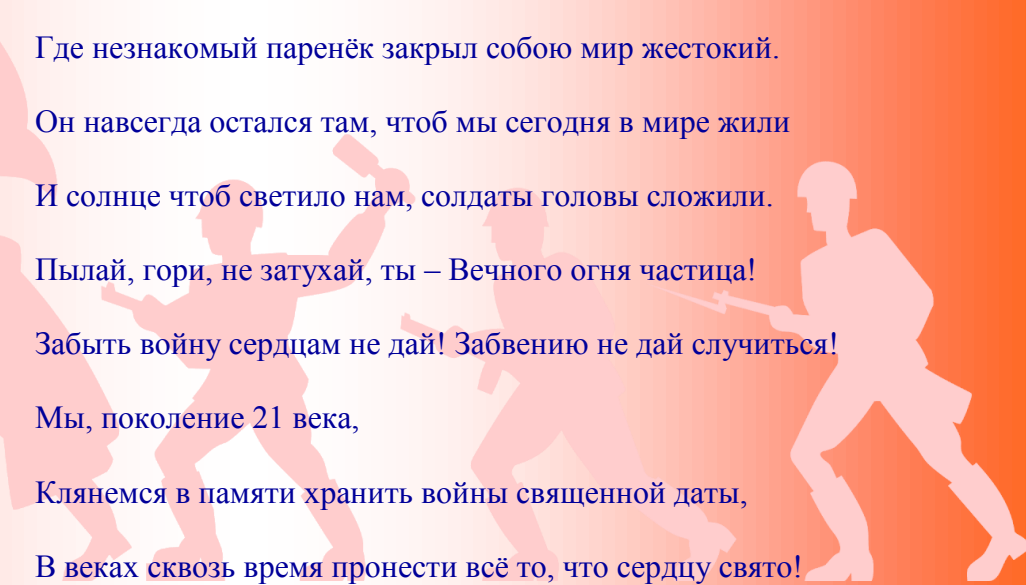 Где незнакомый паренёк закрыл собою мир жестокий.
Он навсегда остался там, чтоб мы сегодня в мире жили
И солнце чтоб светило нам, солдаты головы сложили.
Пылай, гори, не затухай, ты – Вечного огня частица!
Забыть войну сердцам не дай! Забвению не дай случиться!
Мы, поколение 21 века,
Клянемся в памяти хранить войны священной даты,
В веках сквозь время пронести всё то, что сердцу свято!